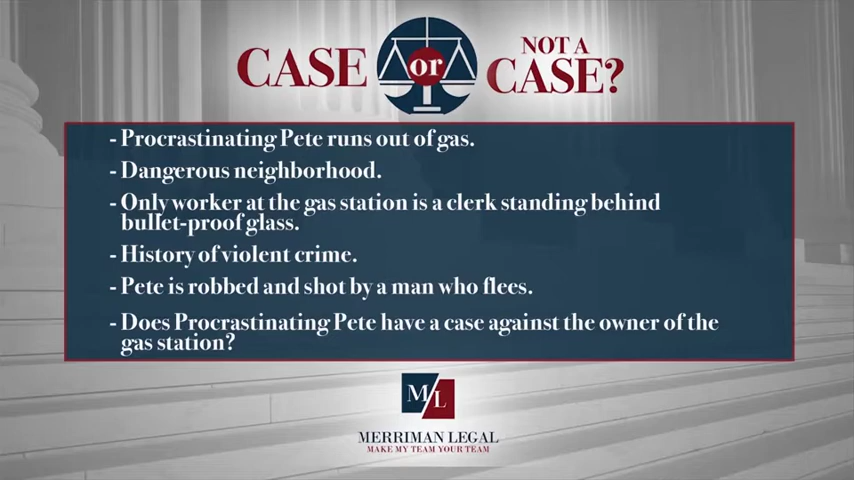 CASE or NOT A CASE?
- Procrastinating Pete runs out of gas.
- Dangerous neighborhood.
- Only worker at the gas station is a clerk standing behind
bullet-proof glass.
- History of violent crime.
- Pete is robbed and shot by a man who flees.
- Does Procrastinating Pete have a case against the owner of the
gas station?
M/L
MERRIMAN LEGAL
MAKE MY TEAM YOUR TEAM